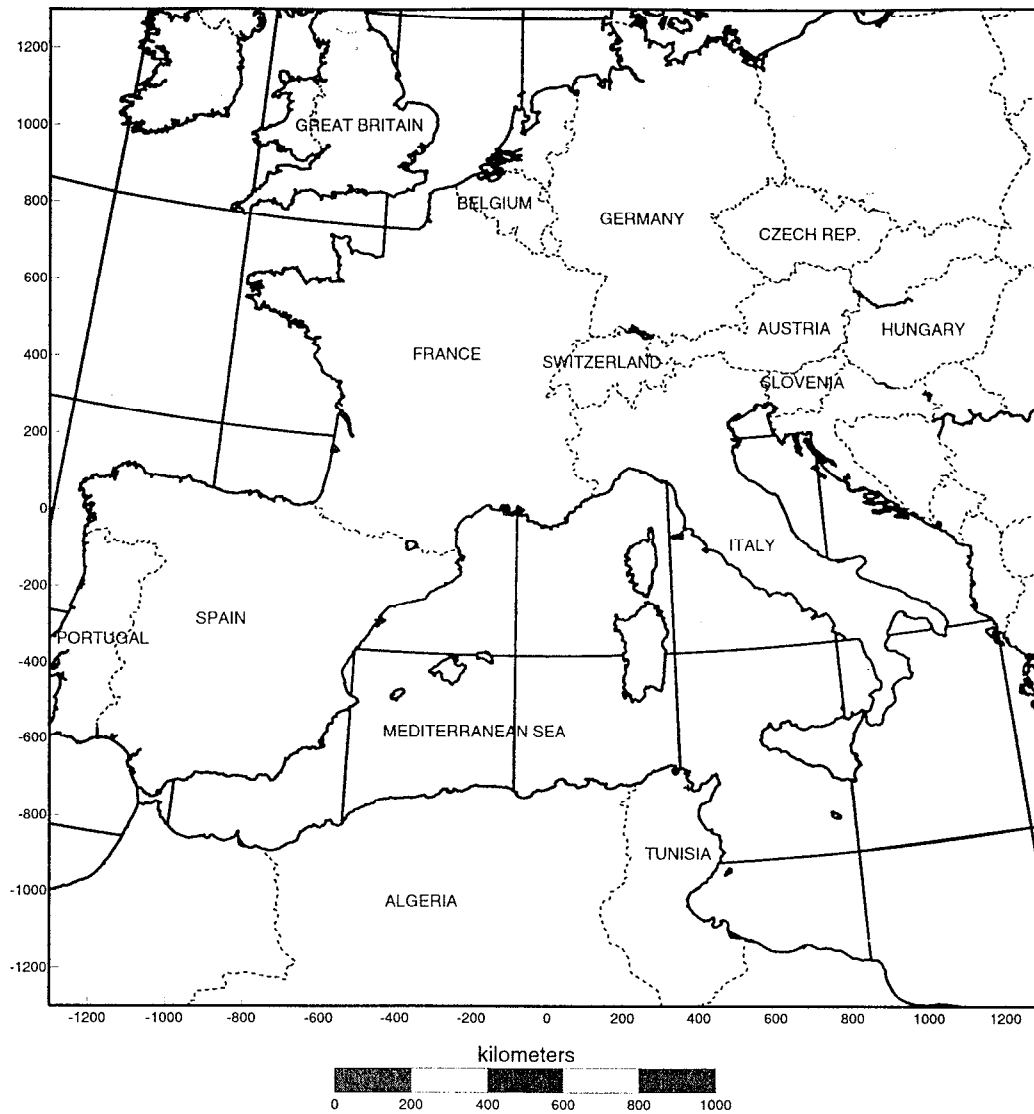 1200
1000
800
600
400
200
0
-200
-400
-600
-800
-1000
-1200
GREAT BRITAIN
BELGIUM
GERMANY
CZECH REP.
AUSTRIA
HUNGARY
FRANCE
SWITZERLAND
SLOVENIA
ITALY
SPAIN
PORTUGAL
MEDITERRANEAN SEA
TUNISIA
ALGERIA
-1200 -1000 -800 -600 -400 -200 0 200 400 600 800 1000 1200
kilometers
0 200 400 600 800 1000